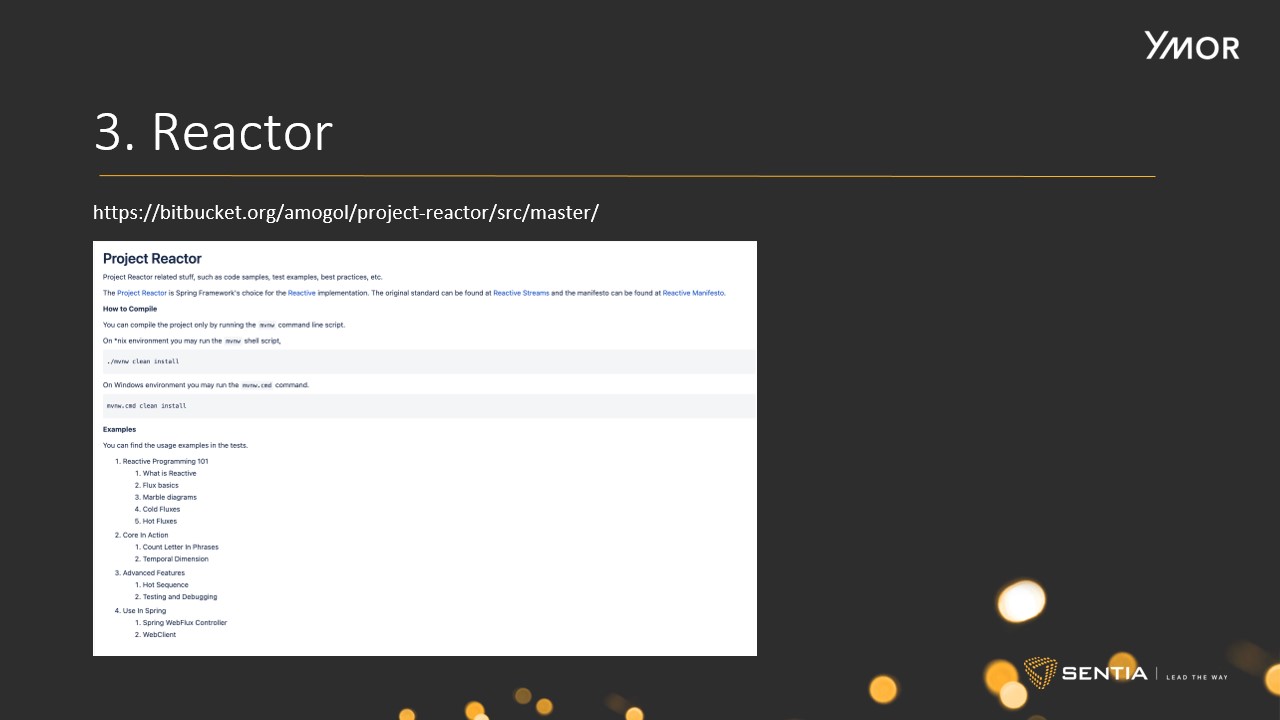 YMOR
3. Reactor
https://bitbucket.org/amogol/project-reactor/src/master/
Project Reactor
Project Reactor related stuff, such as code samples, test examples, best practices, etc.
The Project Reactor is Spring Framework's choice for the Reactive implementation. The original standard can be found at Reactive Streams and the manifesto can be found at Reactive Manifesto.
How to Compile
You can compile the project only by running the mvnw command line script.
On *nix environment you may run the mvnw shell script,
./mvnw clean install
On Windows environment you may run the mvnw.cmd command.
mvnw.cmd clean install
Examples
You can find the usage examples in the tests.
1. Reactive Programming 101
1. What is Reactive
2. Flux basics
3. Marble diagrams
4. Cold Fluxes
5. Hot Fluxes
2. Core In Action
1. Count Letter In Phrases
2. Temporal Dimension
3. Advanced Features
1. Hot Sequence
2. Testing and Debugging
4. Use In Spring
1. Spring WebFlux Controller
2. WebClient
SENTIA | LEAD THE WAY